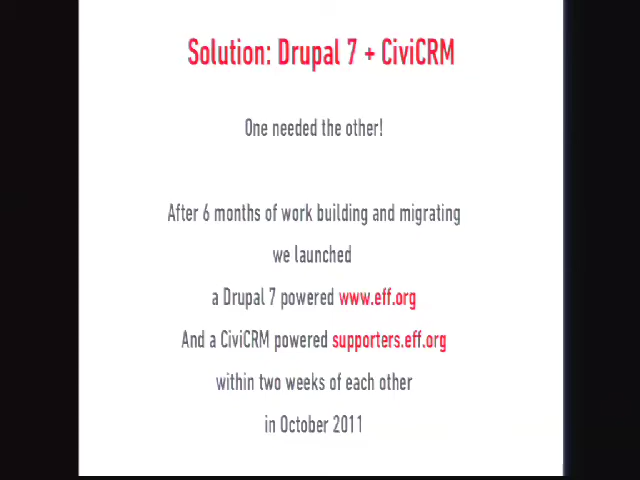 Solution: Drupal 7 + CiviCRM
One needed the other!
After 6 months of work building and migrating
we launched
a Drupal 7 powered www.eff.org
And a CiviCRM powered supporters.eff.org
within two weeks of each other
in October 2011